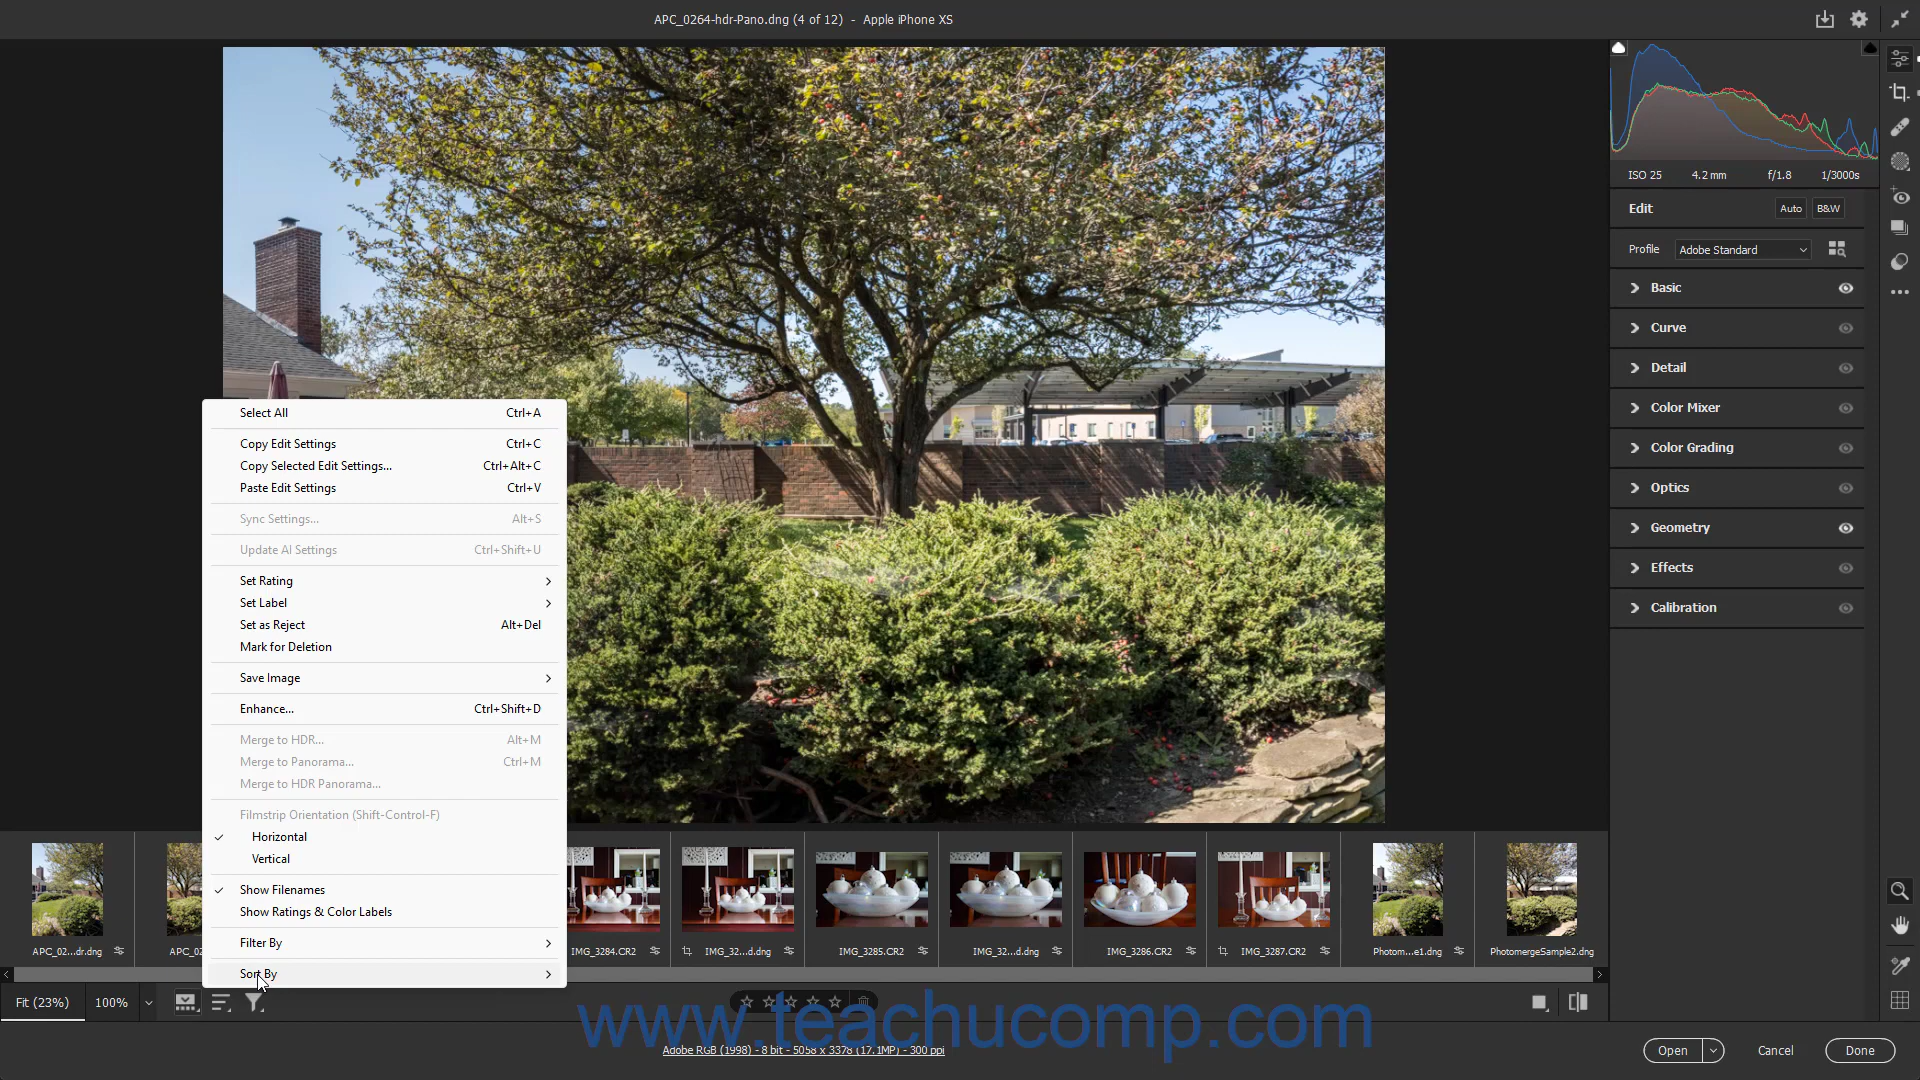 APC_0264-hdr-Pano.dng (4 of 12) - Apple iPhone XS
ISO 25 4.2 mm f/1.8 1/3000s
Edit Auto B&W
Profile Adobe Standard
Basic
Curve
Detail
Color Mixer
Color Grading
Optics
Geometry
Effects
Calibration
Select All Ctrl+A
Copy Edit Settings Ctrl+C
Copy Selected Edit Settings... Ctrl+Alt+C
Paste Edit Settings Ctrl+V
Sync Settings... Alt+S
Update AI Settings Ctrl+Shift+U
Set Rating
Set Label
Set as Reject Alt+Del
Mark for Deletion
Save Image
Enhance... Ctrl+Shift+D
Merge to HDR... Alt+M
Merge to Panorama... Ctrl+M
Merge to HDR Panorama...
Filmstrip Orientation (Shift-Control-F)
Horizontal
Vertical
Show Filenames
Show Ratings & Color Labels
Filter By
Sort By
APC_02...dr.dng APC_02 IMG_3284.CR2 IMG_32...d.dng IMG_3285.CR2 IMG_32...d.dng IMG_3286.CR2 IMG_3287.CR2 Photom...e1.dng PhotomergeSample2.dng
Fit (23%) 100%
www.teachucomp.com
Adobe RGB (1998) - 8 bit - 5058 x 3378 (17.1MP) - 300 ppi
Open Cancel Done